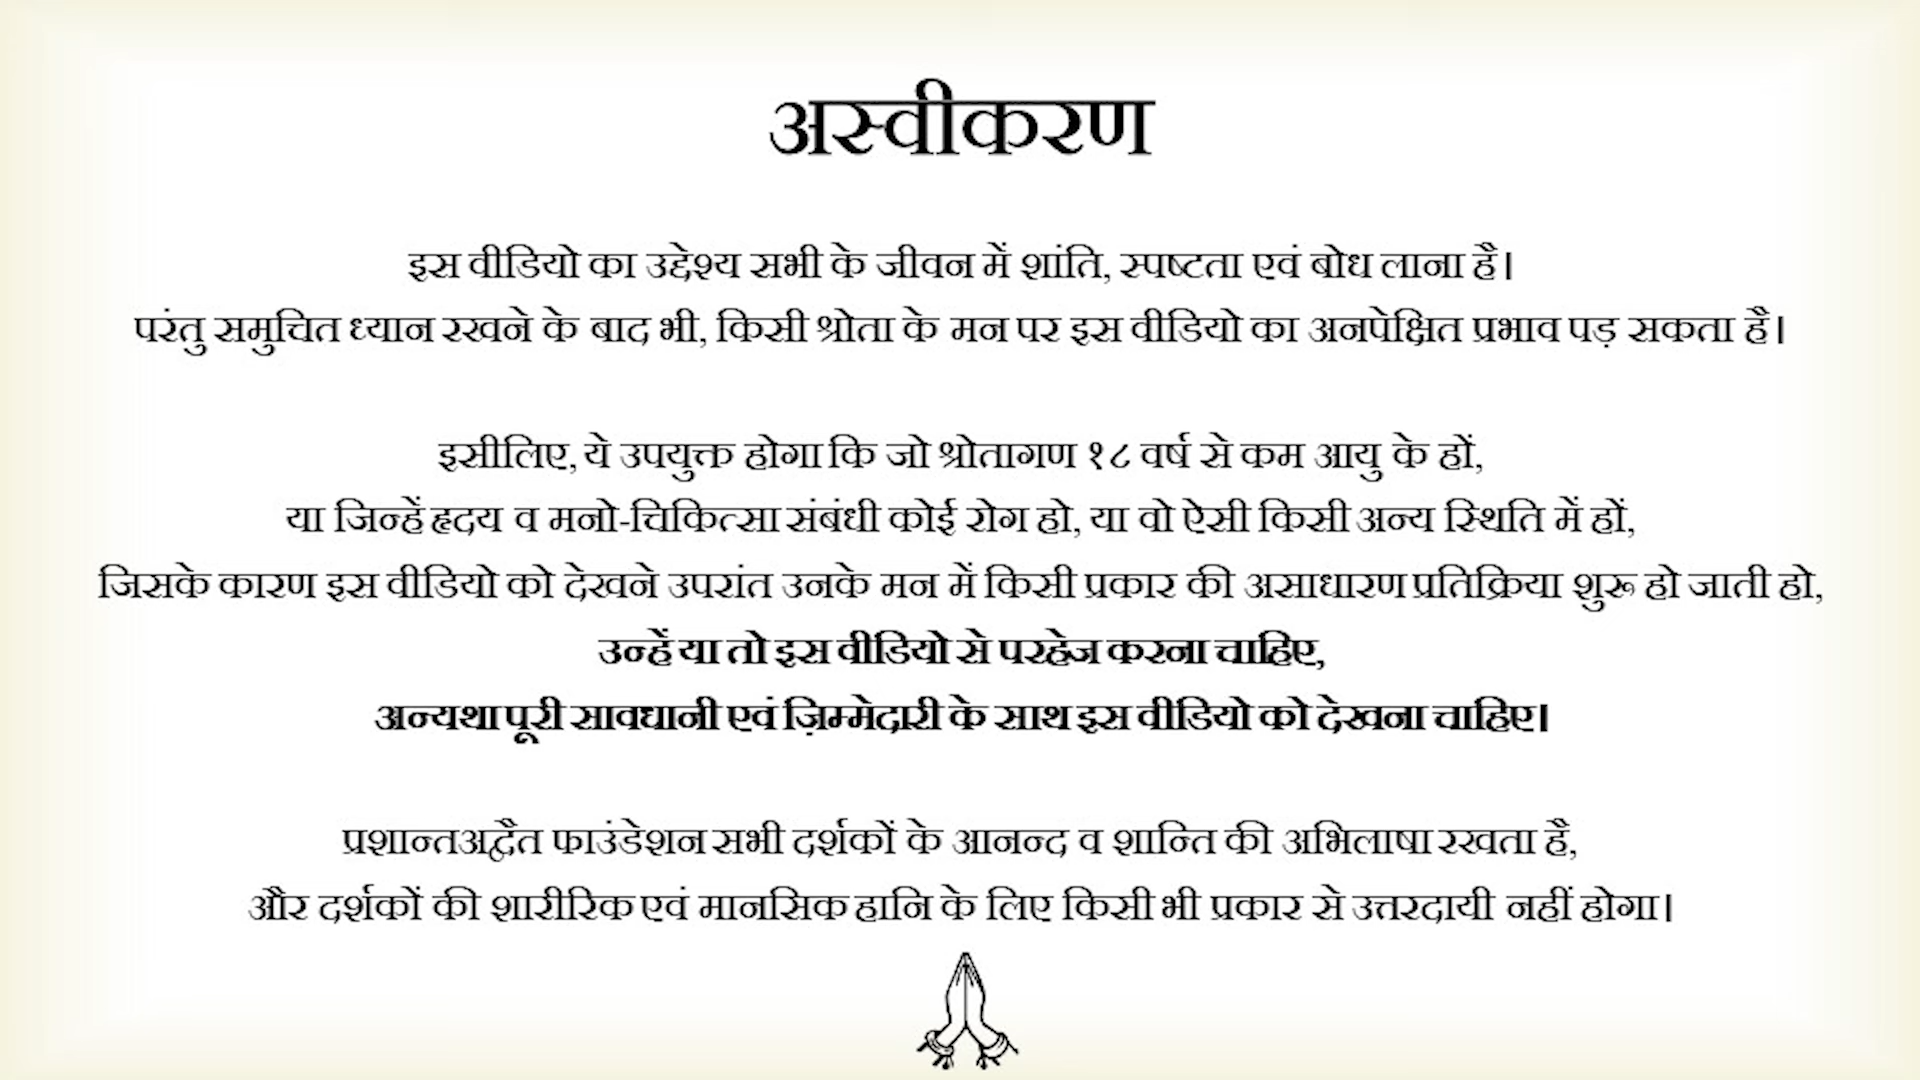 अस्वीकरण
इस वीडियो का उद्देश्य सभी के जीवन में शांति, स्पष्टता एवं बोध लाना है।
परंतु समुचित ध्यान रखने के बाद भी, किसी श्रोता के मन पर इस वीडियो का अनपेक्षित प्रभाव पड़ सकता है।
इसीलिए, ये उपयुक्त होगा कि जो श्रोतागण १८ वर्ष से कम आयु के हों,
या जिन्हें हृदय व मनो-चिकित्सा संबंधी कोई रोग हो, या वो ऐसी किसी अन्य स्थिति में हों,
जिसके कारण इस वीडियो को देखने उपरांत उनके मन में किसी प्रकार की असाधारण प्रतिक्रिया शुरू हो जाती हो,
उन्हें या तो इस वीडियो से परहेज करना चाहिए,
अन्यथा पूरी सावधानी एवं ज़िम्मेदारी के साथ इस वीडियो को देखना चाहिए।
प्रशान्तअद्वैत फाउंडेशन सभी दर्शकों के आनन्द व शान्ति की अभिलाषा रखता है,
और दर्शकों की शारीरिक एवं मानसिक हानि के लिए किसी भी प्रकार से उत्तरदायी नहीं होगा।